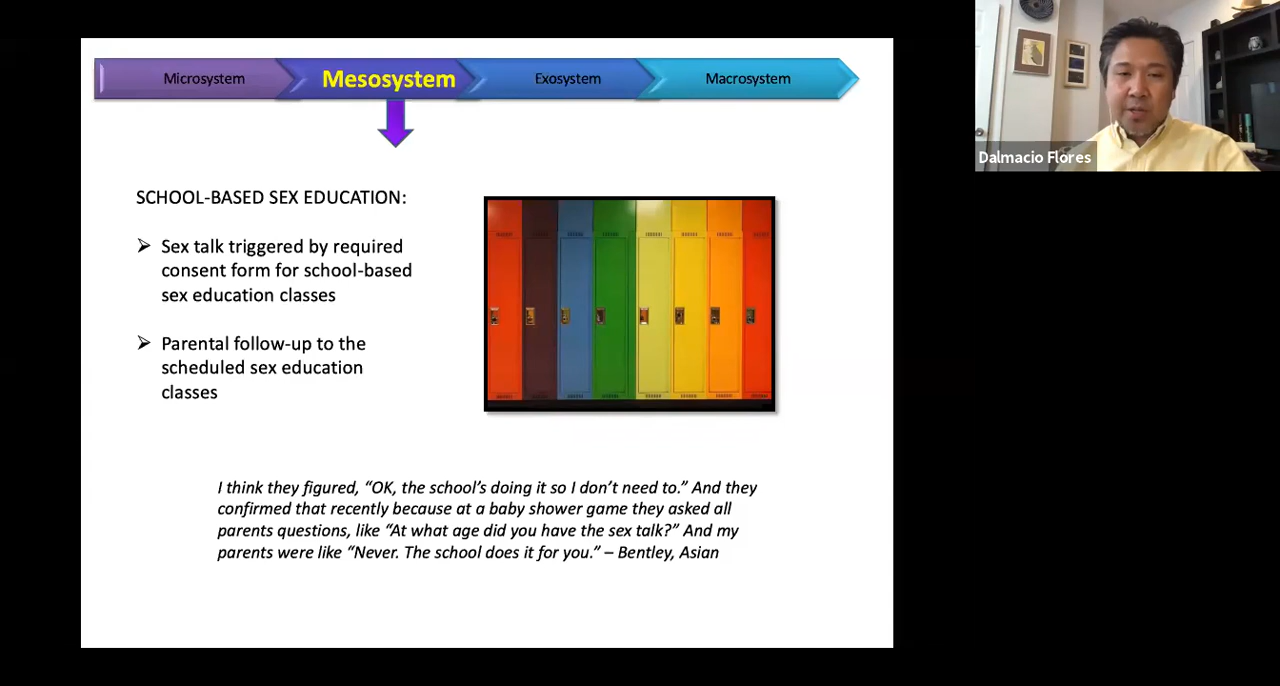 Microsystem
Mesosystem
Exosystem
Macrosystem
Dalmacio Flores
SCHOOL-BASED SEX EDUCATION:
➢ Sex talk triggered by required
consent form for school-based
sex education classes
➢ Parental follow-up to the
scheduled sex education
classes
I think they figured, “OK, the school’s doing it so I don’t need to.” And they
confirmed that recently because at a baby shower game they asked all
parents questions, like “At what age did you have the sex talk?” And my
parents were like “Never. The school does it for you.” – Bentley, Asian